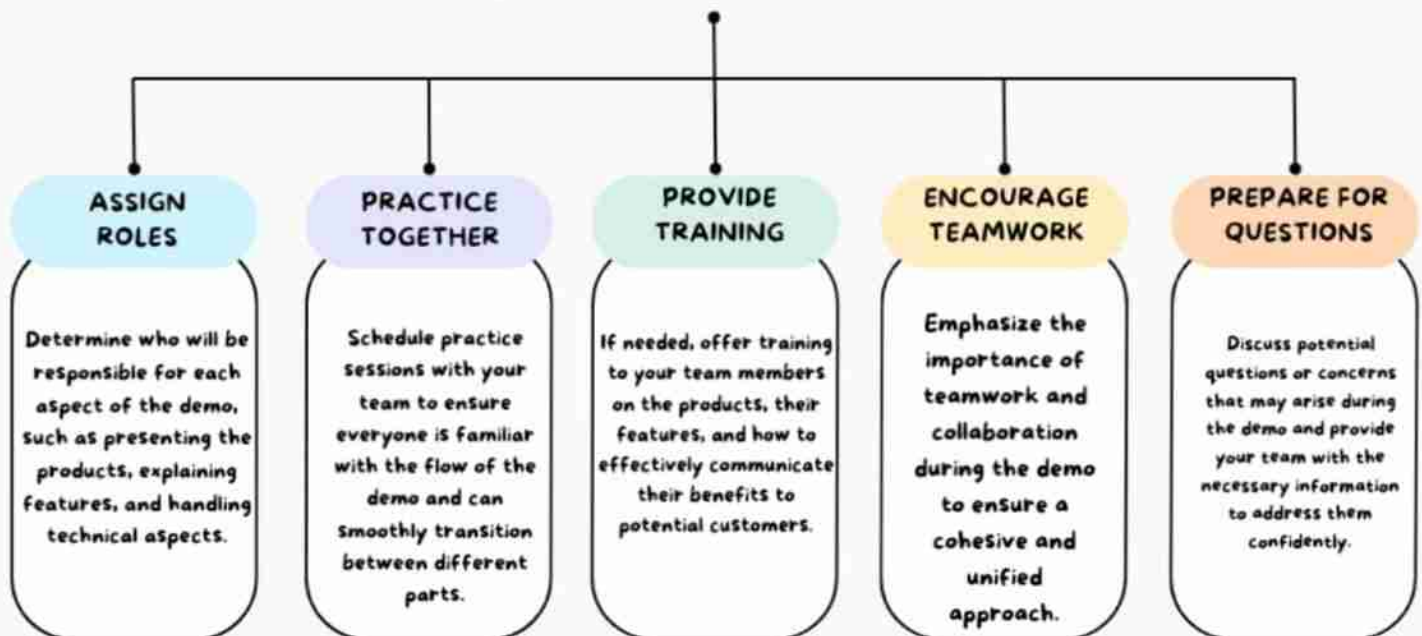 ASSIGN
ROLES
Determine who will be
responsible for each
aspect of the demo,
such as presenting the
products, explaining
features, and handling
technical aspects.
PRACTICE
TOGETHER
Schedule practice
sessions with your
team to ensure
everyone is familiar
with the flow of the
demo and can
smoothly transition
between different
parts.
PROVIDE
TRAINING
If needed, offer training
to your team members
on the products, their
features, and how to
effectively communicate
their benefits to
potential customers.
ENCOURAGE
TEAMWORK
Emphasize the
importance of
teamwork and
collaboration
during the demo
to ensure a
cohesive and
unified
approach.
PREPARE FOR
QUESTIONS
Discuss potential
questions or concerns
that may arise during
the demo and provide
your team with the
necessary information
to address them
confidently.